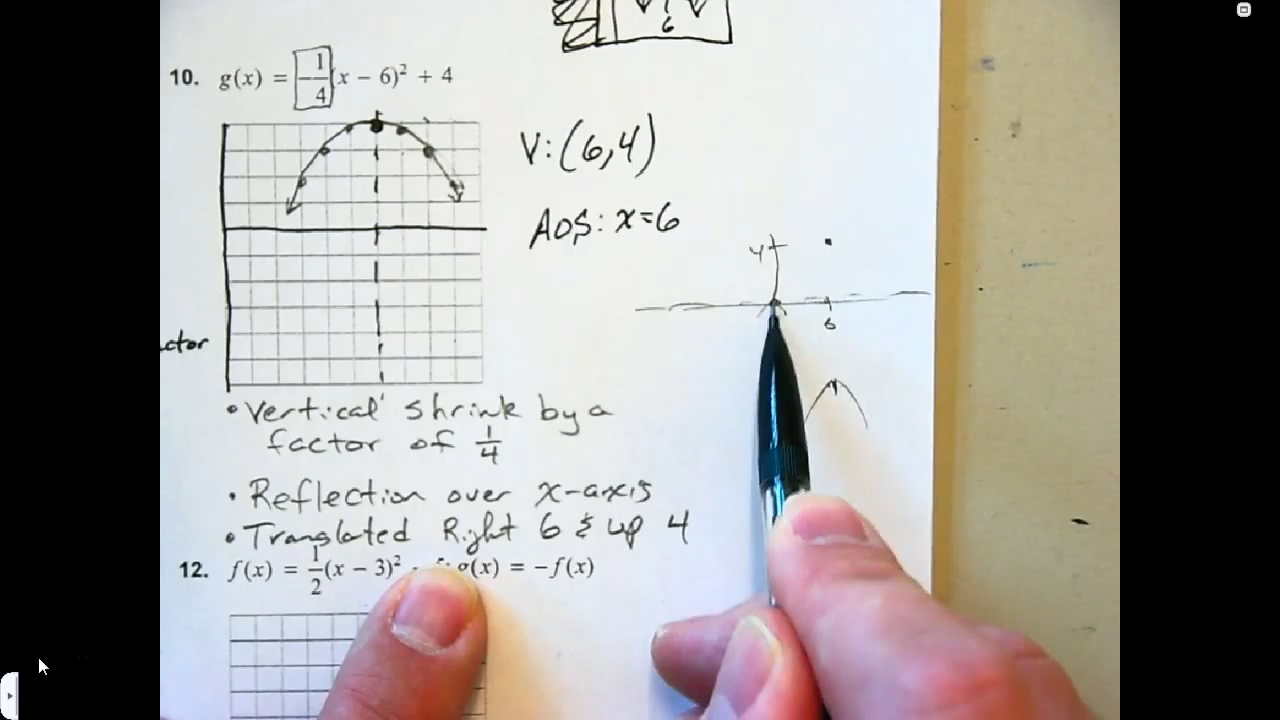 6
10. g(x) = -1/4(x − 6)² + 4
V: (6,4)
AOS: x=6
4
6
ctor
• Vertical shrink by a
factor of 1/4
• Reflection over x-axis
• Translated Right 6 & up 4
12. f(x) = 1/2(x − 3)² g(x) = −f(x)